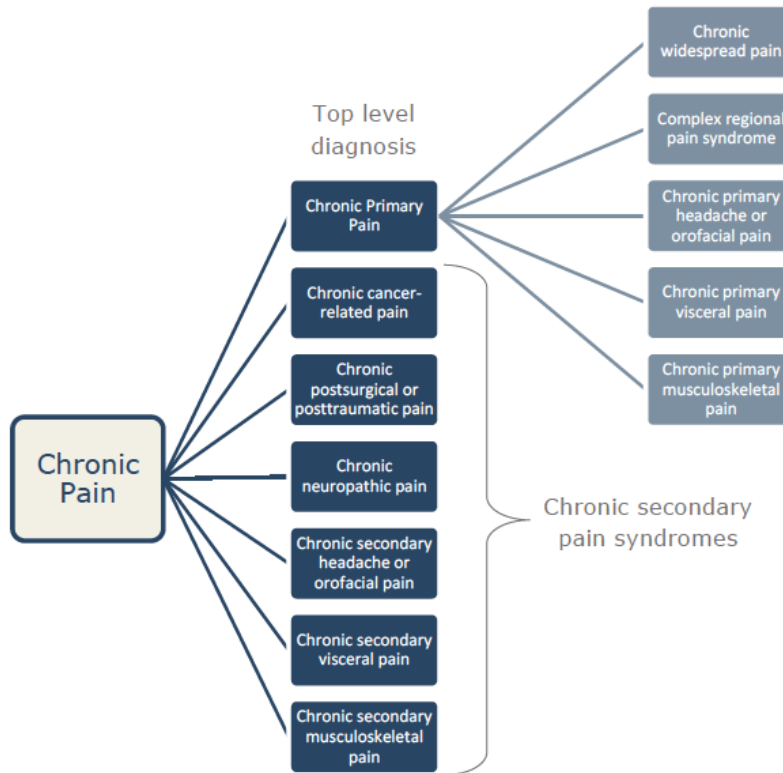 Chronic
Pain
Top level
diagnosis
Chronic Primary
Pain
Chronic cancer-
related pain
Chronic
postsurgical or
posttraumatic pain
Chronic
neuropathic pain
Chronic secondary
headache or
orofacial pain
Chronic secondary
visceral pain
Chronic secondary
musculoskeletal
pain
Chronic secondary
pain syndromes
Chronic
widespread pain
Complex regional
pain syndrome
Chronic primary
headache or
orofacial pain
Chronic primary
visceral pain
Chronic primary
musculoskeletal
pain